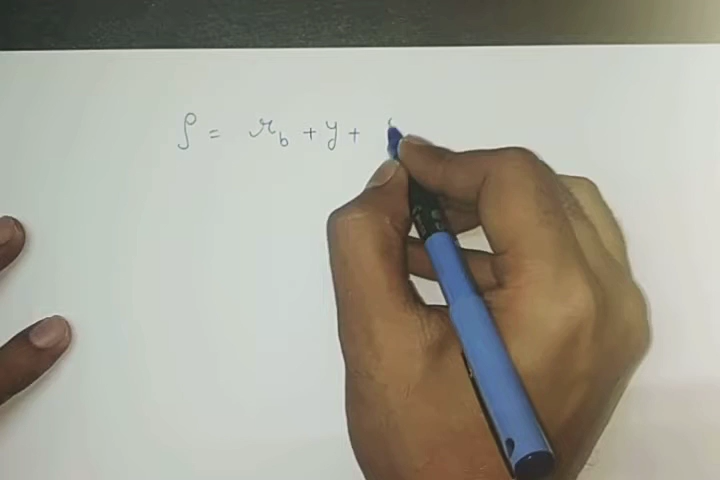 ρ = r_b + y +